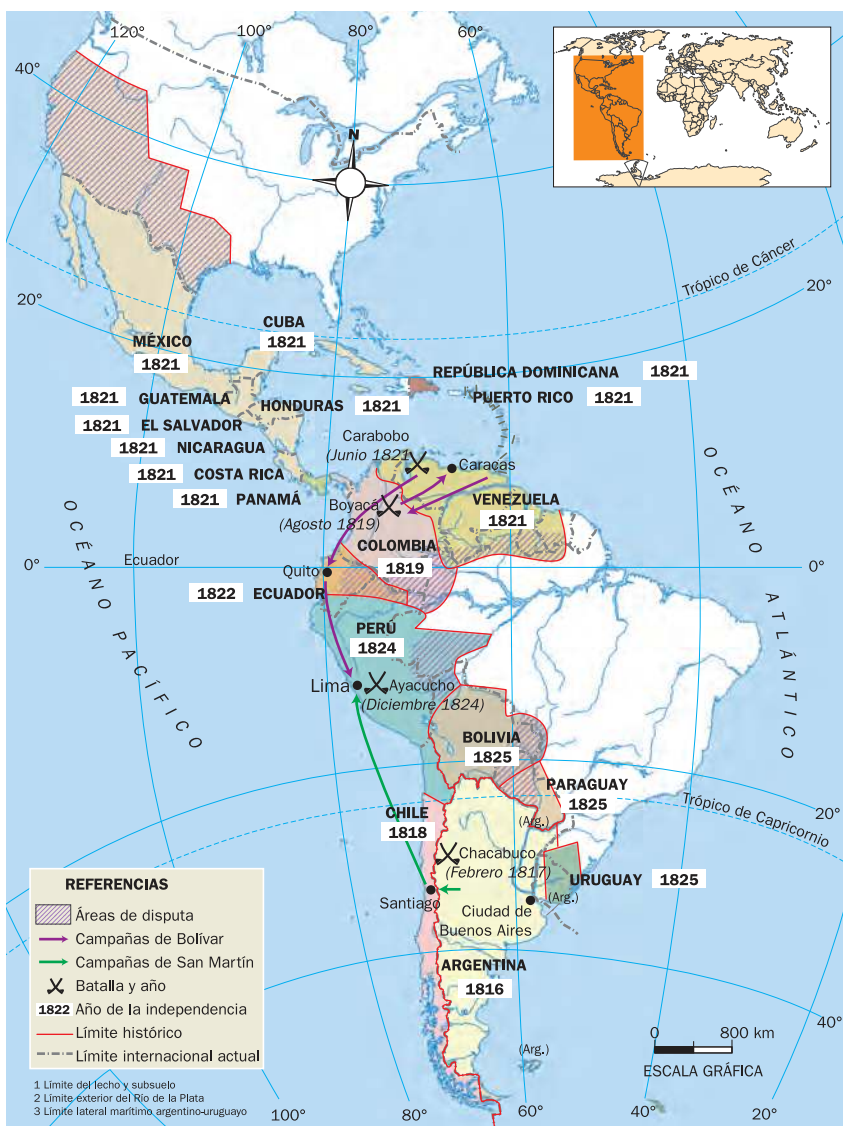 120°
100°
80°
60°
40°
N
Trópico de Cáncer
20°
20°
CUBA
1821
MÉXICO
1821
REPÚBLICA DOMINICANA 1821
1821 GUATEMALA
HONDURAS 1821
PUERTO RICO 1821
1821 EL SALVADOR
1821 NICARAGUA
Carabobo
(Junio 1821)
Caracas
1821 COSTA RICA
1821 PANAMÁ
Boyacá
(Agosto 1819)
VENEZUELA
1821
COLOMBIA
1819
OCÉANO PACÍFICO
OCÉANO ATLÁNTICO
0°
Ecuador
0°
Quito
1822 ECUADOR
PERÚ
1824
Lima
Ayacucho
(Diciembre 1824)
BOLIVIA
1825
PARAGUAY
1825
20°
Trópico de Capricornio
(Arg.)
CHILE
1818
Chacabuco
(Febrero 1817)
URUGUAY 1825
(Arg.)
Santiago
Ciudad de
Buenos Aires
ARGENTINA
1816
(Arg.)
(Arg.)
0 800 km
ESCALA GRÁFICA
40°
REFERENCIAS
Áreas de disputa
Campañas de Bolívar
Campañas de San Martín
Batalla y año
1822 Año de la independencia
Límite histórico
Límite internacional actual
1 Límite del lecho y subsuelo
2 Límite exterior del Río de la Plata
3 Límite lateral marítimo argentino-uruguayo
100°
80°
60°
40°
20°